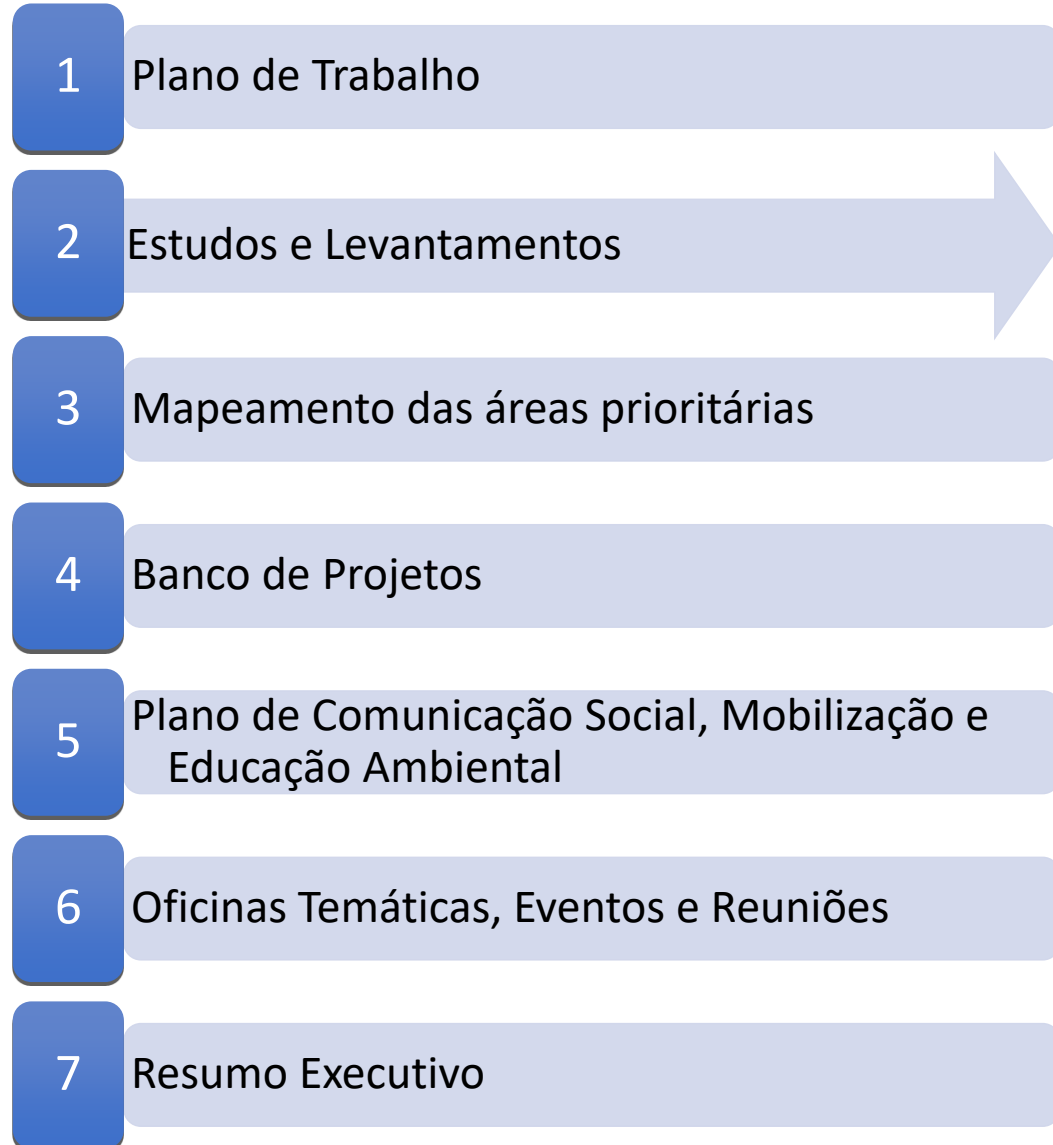 1 Plano de Trabalho
2 Estudos e Levantamentos
3 Mapeamento das áreas prioritárias
4 Banco de Projetos
5 Plano de Comunicação Social, Mobilização e
Educação Ambiental
6 Oficinas Temáticas, Eventos e Reuniões
7 Resumo Executivo